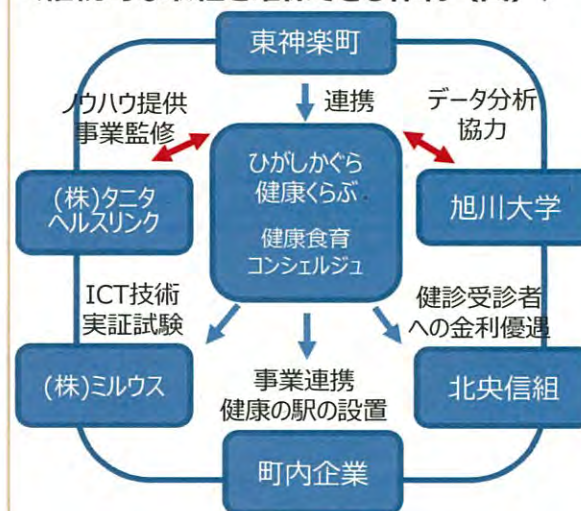 東神楽町
ノウハウ提供
事業監修
連携
データ分析
協力
ひがしかぐら
健康くらぶ
健康食育
コンシェルジュ
(株)タニタ
ヘルスリンク
旭川大学
ICT技術
実証試験
健診受診者
への金利優遇
(株)ミルウス
事業連携
健康の駅の設置
北央信組
町内企業